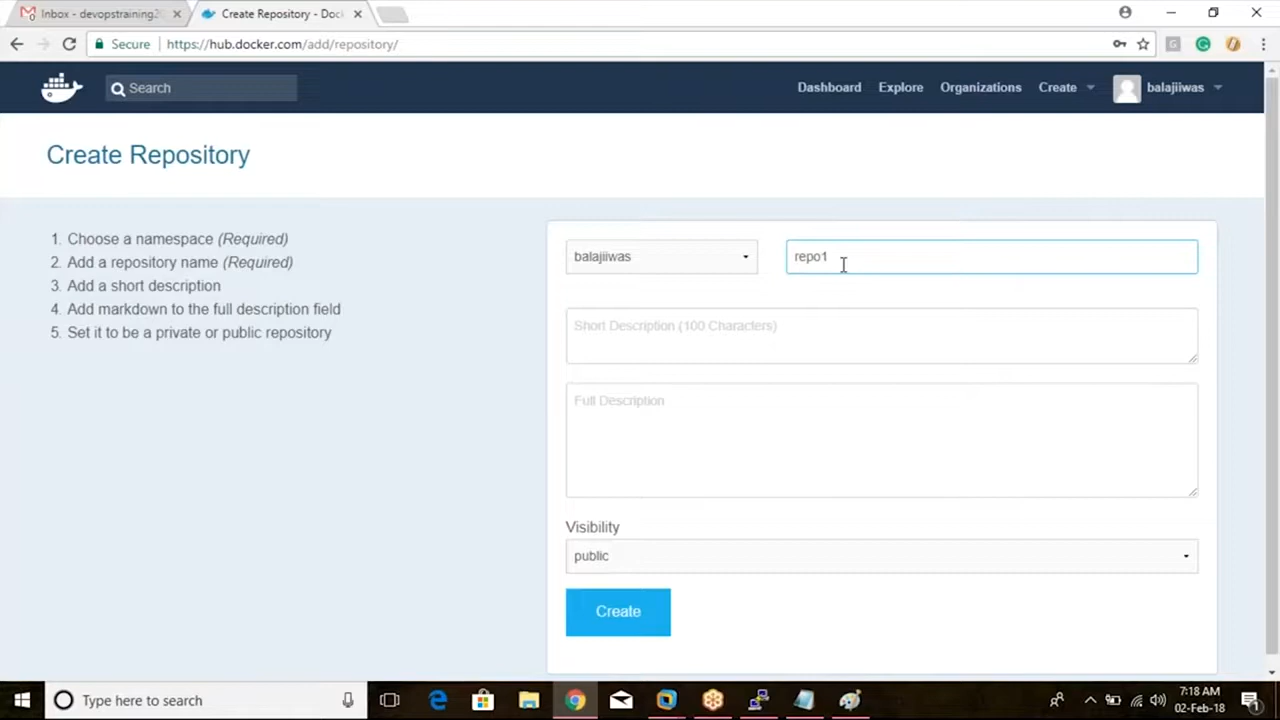 Inbox - devopstraining20
Create Repository - Dock
Secure
https://hub.docker.com/add/repository/
Search
Dashboard
Explore
Organizations
Create
balajiiwas
Create Repository
1. Choose a namespace (Required)
2. Add a repository name (Required)
3. Add a short description
4. Add markdown to the full description field
5. Set it to be a private or public repository
balajiiwas
repo1
Short Description (100 Characters)
Full Description
Visibility
public
Create
Type here to search
7:18 AM
02-Feb-18